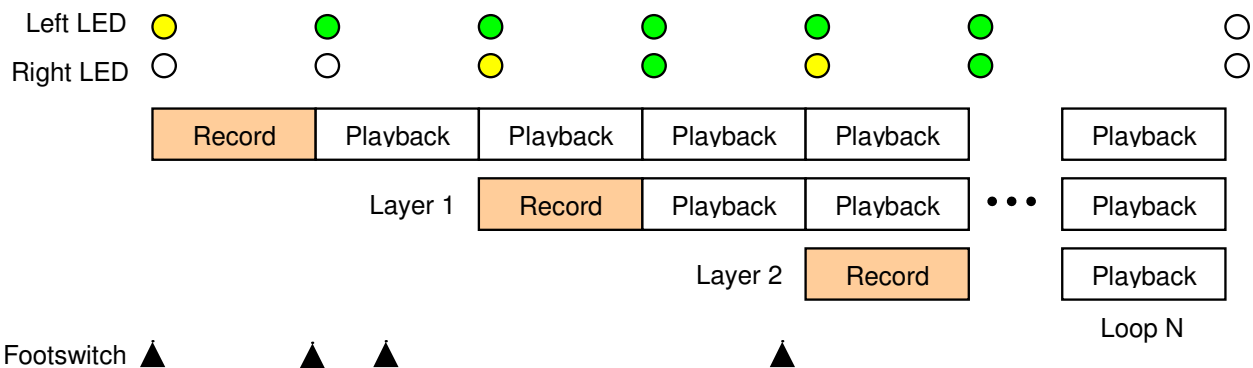 Left LED
Right LED
Record Playback Playback Playback Playback Playback
Layer 1 Record Playback Playback ••• Playback
Layer 2 Record Playback
Loop N
Footswitch